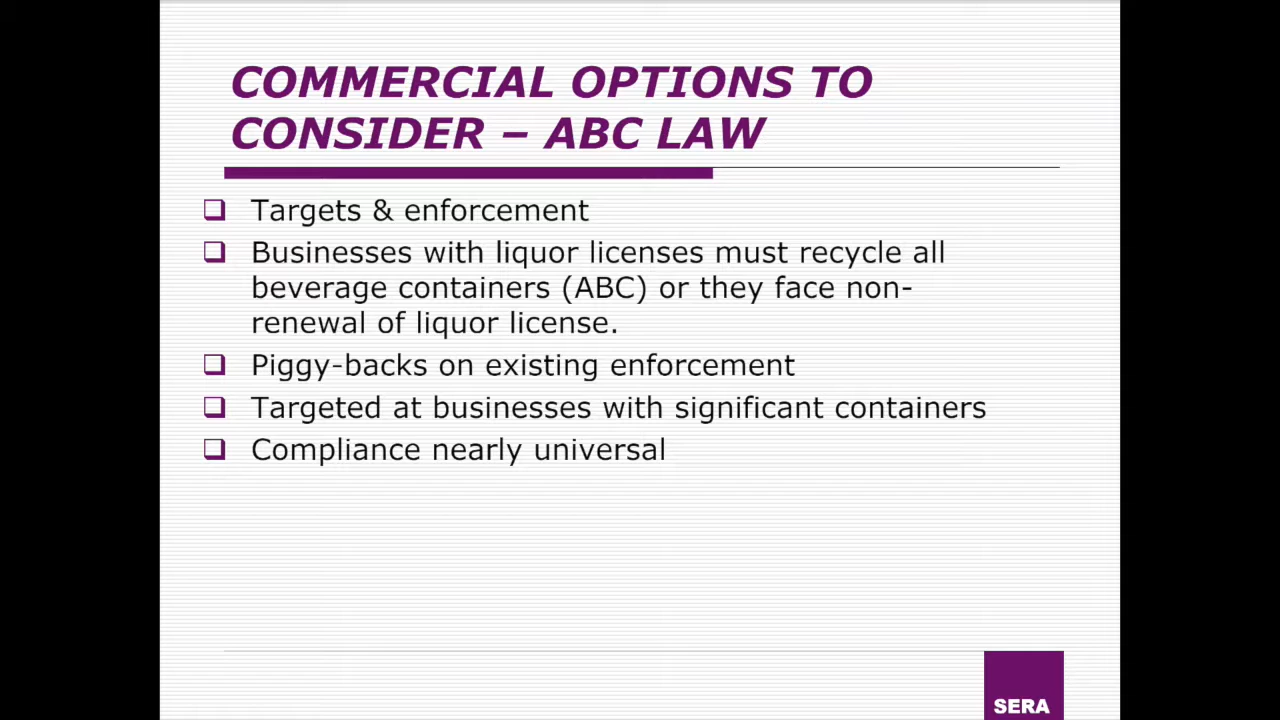 COMMERCIAL OPTIONS TO
CONSIDER – ABC LAW
Targets & enforcement
Businesses with liquor licenses must recycle all
beverage containers (ABC) or they face non-
renewal of liquor license.
Piggy-backs on existing enforcement
Targeted at businesses with significant containers
Compliance nearly universal
SERA